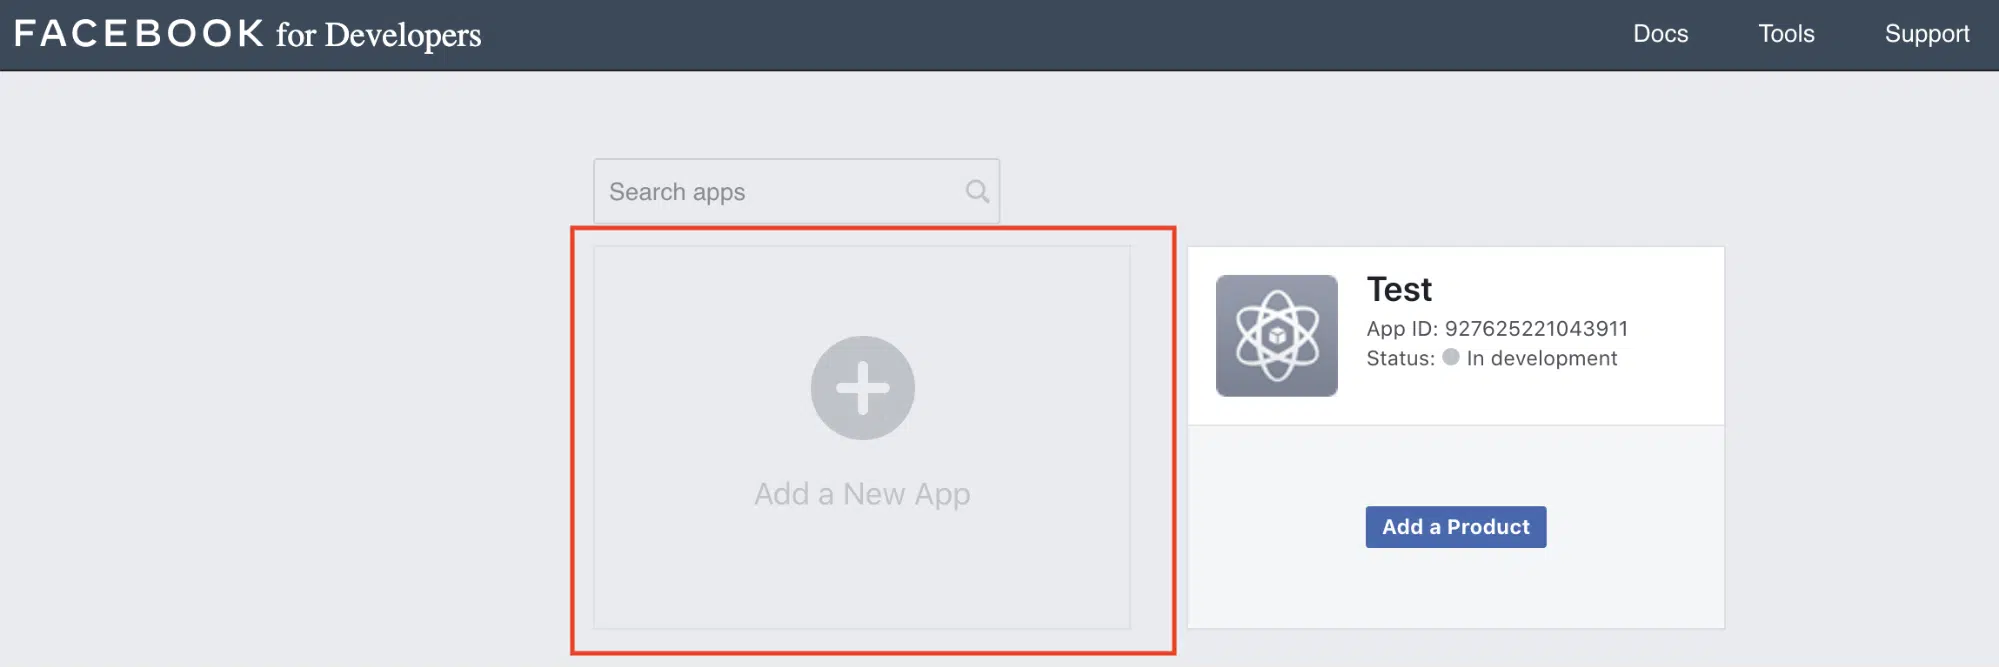 FACEBOOK for Developers
Docs
Tools
Support
Search apps
Add a New App
Test
App ID: 927625221043911
Status: In development
Add a Product